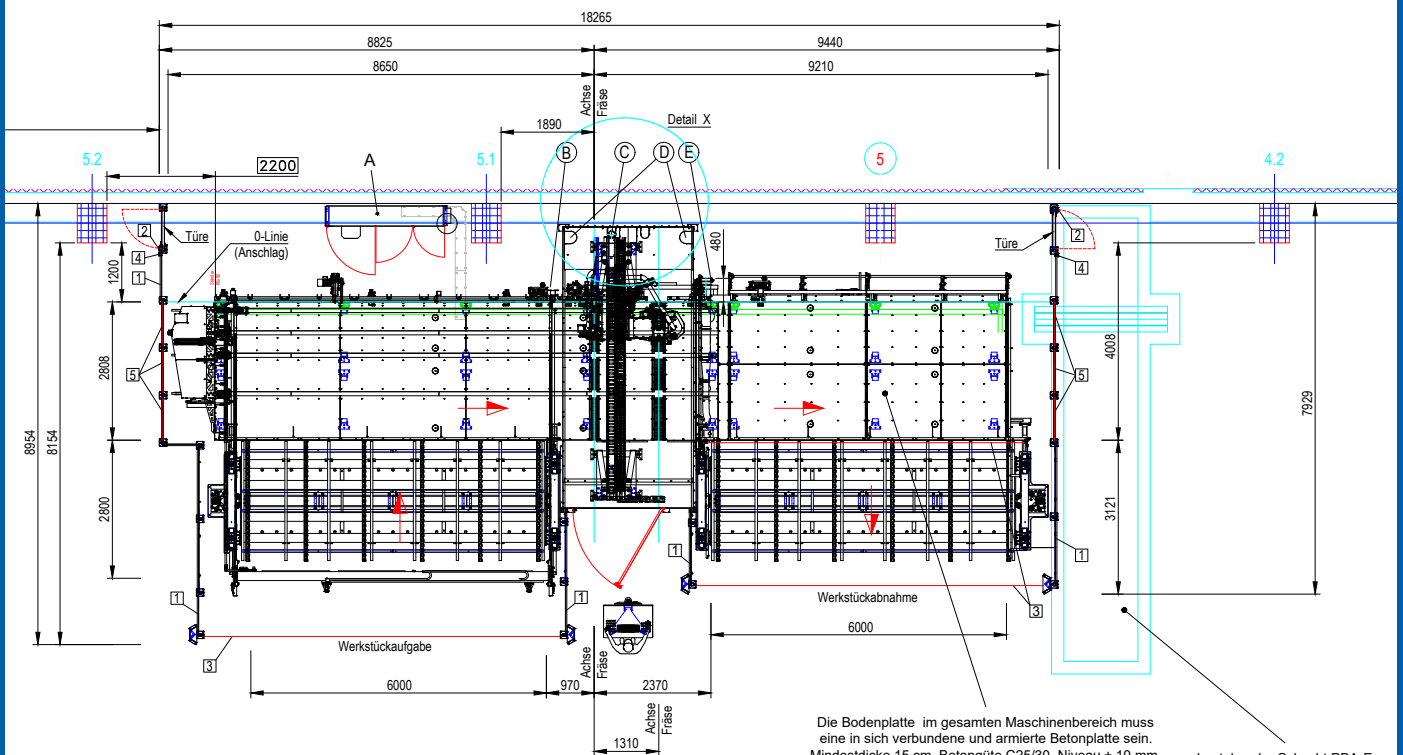 18265
8825
9440
8650
9210
Achse
Fräse
Detail X
1890
5.2
2200
A
5.1
B
C
D
E
5
4.2
2
Türe
0-Linie
(Anschlag)
4
1
1200
480
Türe
2
4
2808
5
5
4008
7929
8954
8154
2800
3121
1
1
1
1
Werkstückabnahme
3
6000
Werkstückaufgabe
3
Achse
Fräse
6000
970
2370
Achse
Fräse
1310
Die Bodenplatte im gesamten Maschinenbereich muss
eine in sich verbundene und armierte Betonplatte sein.